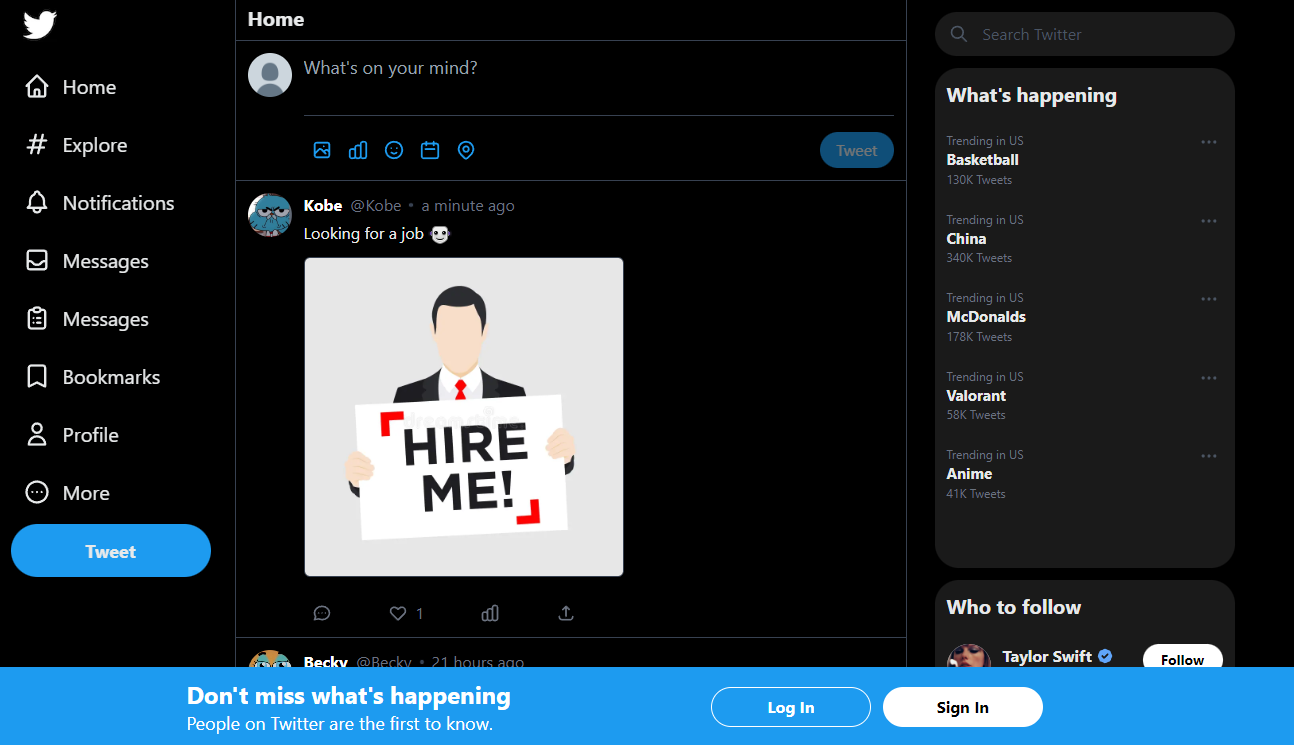 Home
Explore
Notifications
Messages
Messages
Bookmarks
Profile
More
Tweet
Home
What's on your mind?
Tweet
Kobe @Kobe • a minute ago
Looking for a job
HIRE
ME!
1
Becky @Becky • 21 hours ago
Search Twitter
What's happening
Trending in US
Basketball
130K Tweets
Trending in US
China
340K Tweets
Trending in US
McDonalds
178K Tweets
Trending in US
Valorant
58K Tweets
Trending in US
Anime
41K Tweets
Who to follow
Taylor Swift
Follow
Don't miss what's happening
People on Twitter are the first to know.
Log In
Sign In